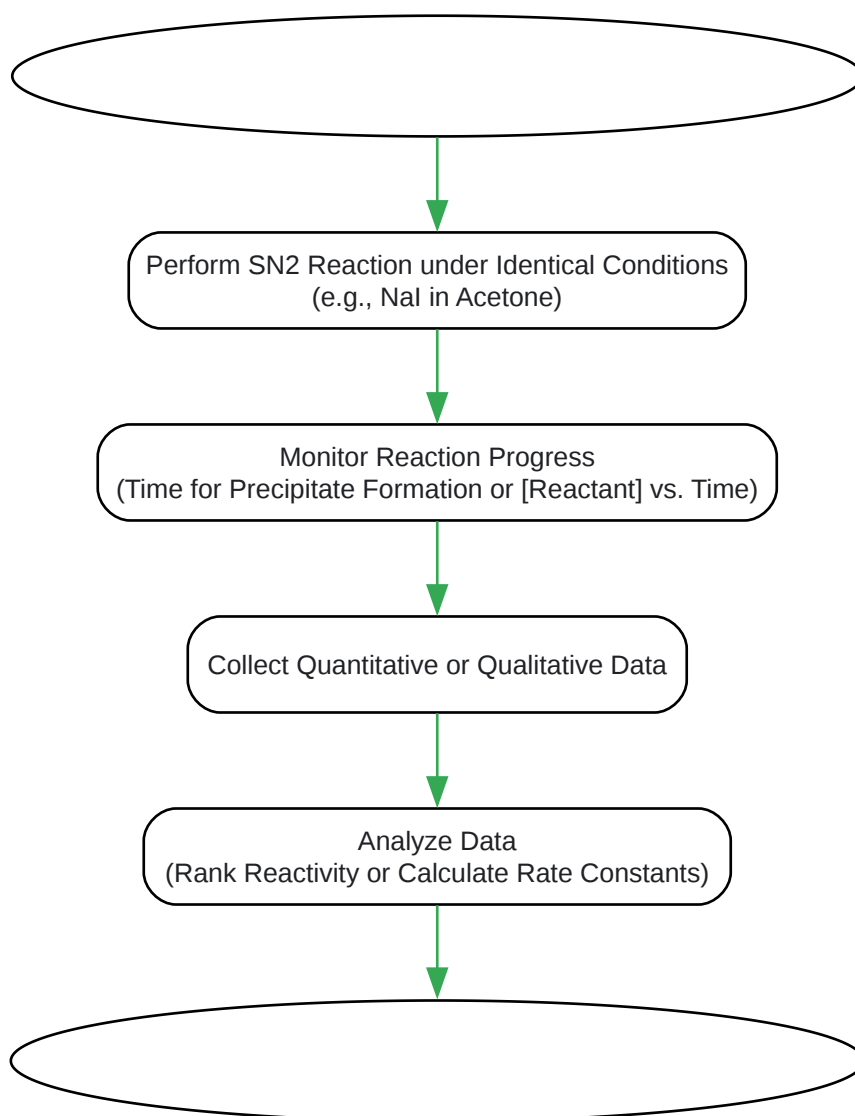 Perform SN2 Reaction under Identical Conditions
(e.g., NaI in Acetone)
Monitor Reaction Progress
(Time for Precipitate Formation or [Reactant] vs. Time)
Collect Quantitative or Qualitative Data
Analyze Data
(Rank Reactivity or Calculate Rate Constants)